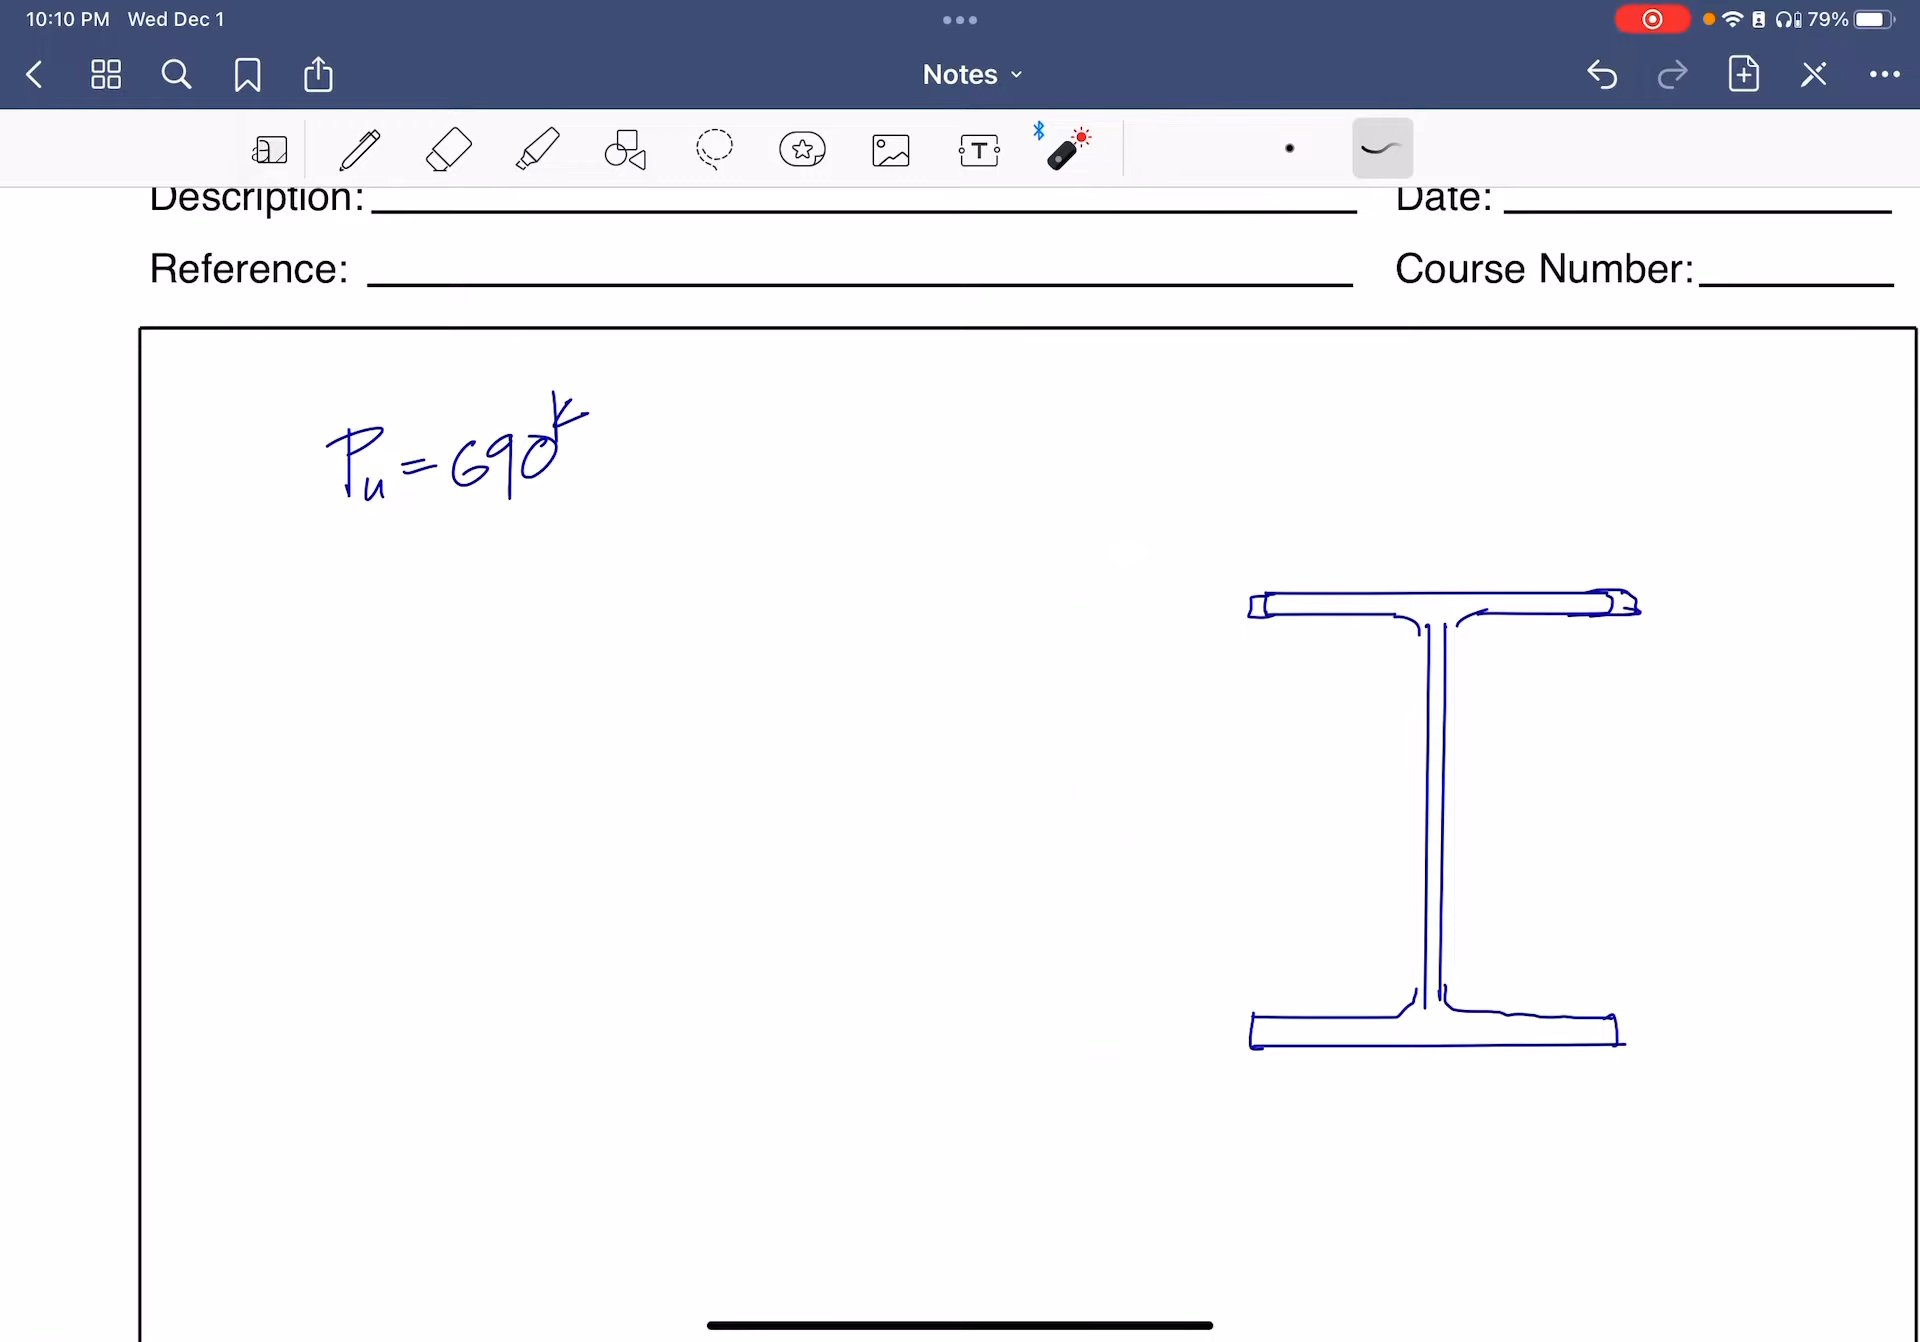 10:10 PM Wed Dec 1
79%
Notes
T
Description: Date:
Reference: Course Number:
Pu = 690k